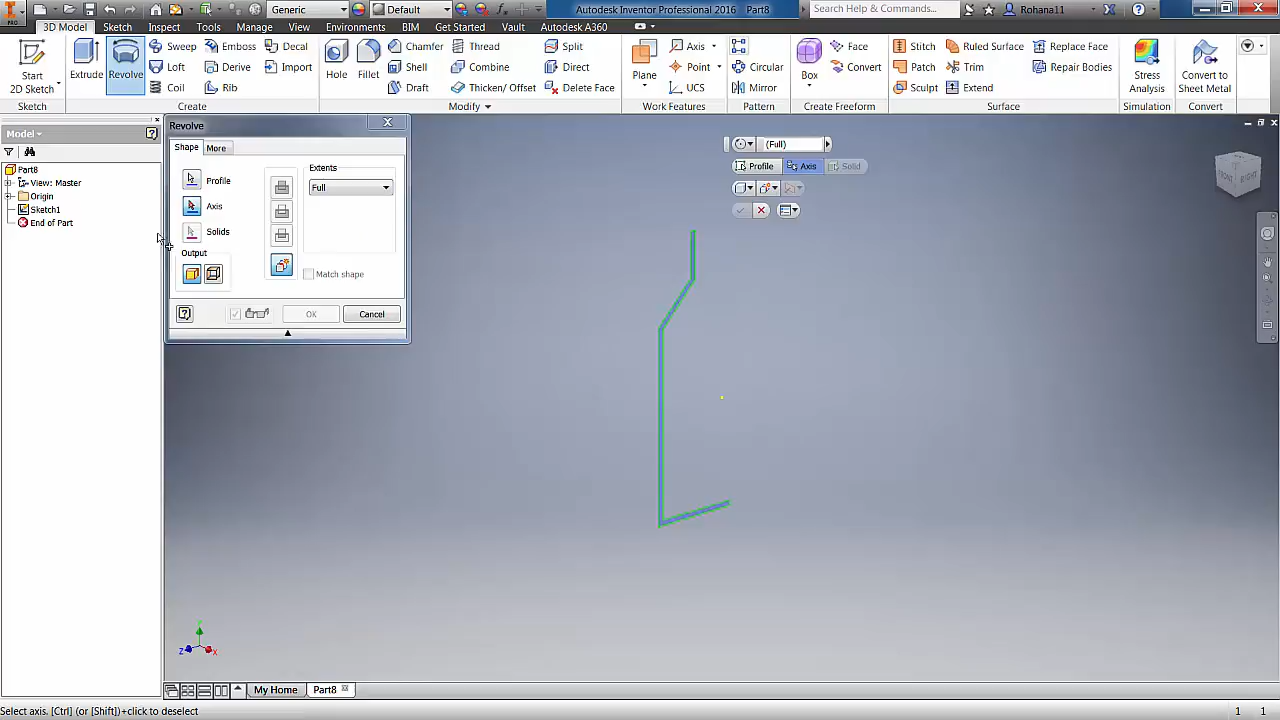 Generic
Default
Autodesk Inventor Professional 2016 Part8
Search Help & Commands...
Rohana11
PRO
3D Model
Sketch
Inspect
Tools
Manage
View
Environments
BIM
Get Started
Vault
Autodesk A360
Start
2D Sketch
Extrude
Revolve
Sweep
Emboss
Decal
Loft
Derive
Import
Coil
Rib
Hole
Fillet
Chamfer
Thread
Split
Shell
Combine
Direct
Draft
Thicken/ Offset
Delete Face
Plane
Axis
Point
UCS
Circular
Mirror
Box
Face
Convert
Stitch
Ruled Surface
Replace Face
Patch
Trim
Repair Bodies
Sculpt
Extend
Stress
Analysis
Convert to
Sheet Metal
Sketch
Create
Modify
Work Features
Pattern
Create Freeform
Surface
Simulation
Convert
Model
Part8
View: Master
Origin
Sketch1
End of Part
Revolve
Shape
More
Profile
Axis
Solids
Output
Extents
Full
Match shape
OK
Cancel
(Full)
Profile
Axis
Solid
FRONT
RIGHT
Y
Z
X
My Home
Part8
Select axis. [Ctrl] (or [Shift])+click to deselect
1
1